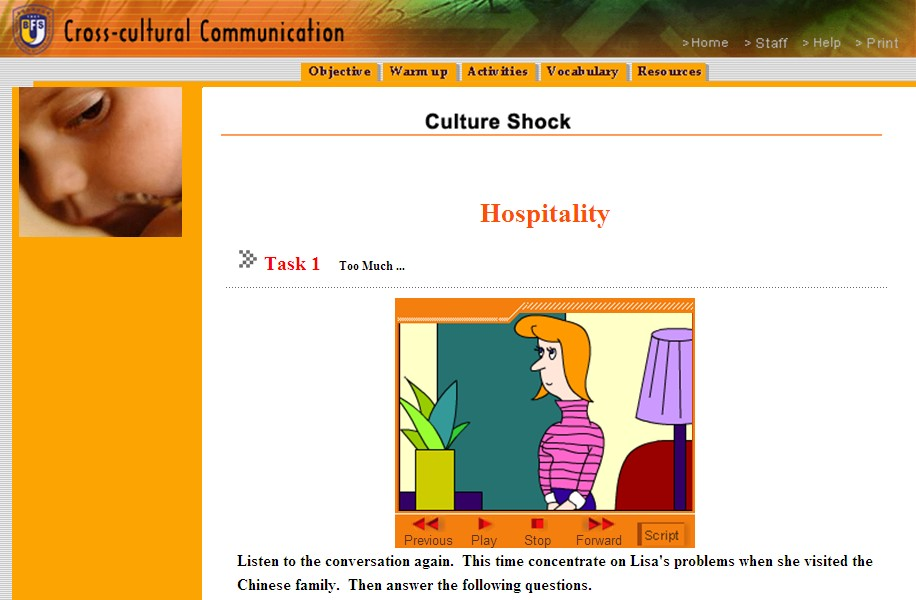 BFS
Cross-cultural Communication
>Home >Staff >Help >Print
Objective Warm up Activities Vocabulary Resources
Culture Shock
Hospitality
Task 1 Too Much ...
Previous Play Stop Forward Script
Listen to the conversation again. This time concentrate on Lisa's problems when she visited the
Chinese family. Then answer the following questions.